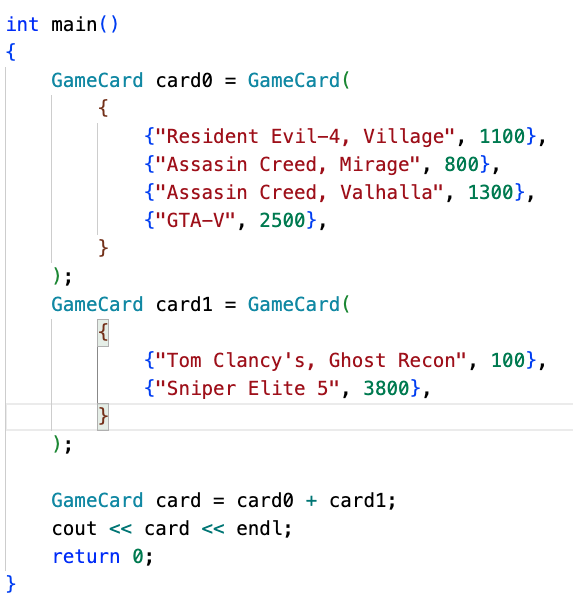 int main()
{
    GameCard card0 = GameCard(
        {
            {"Resident Evil-4, Village", 1100},
            {"Assasin Creed, Mirage", 800},
            {"Assasin Creed, Valhalla", 1300},
            {"GTA-V", 2500},
        }
    );
    GameCard card1 = GameCard(
        {
            {"Tom Clancy's, Ghost Recon", 100},
            {"Sniper Elite 5", 3800},
        }
    );

    GameCard card = card0 + card1;
    cout << card << endl;
    return 0;
}